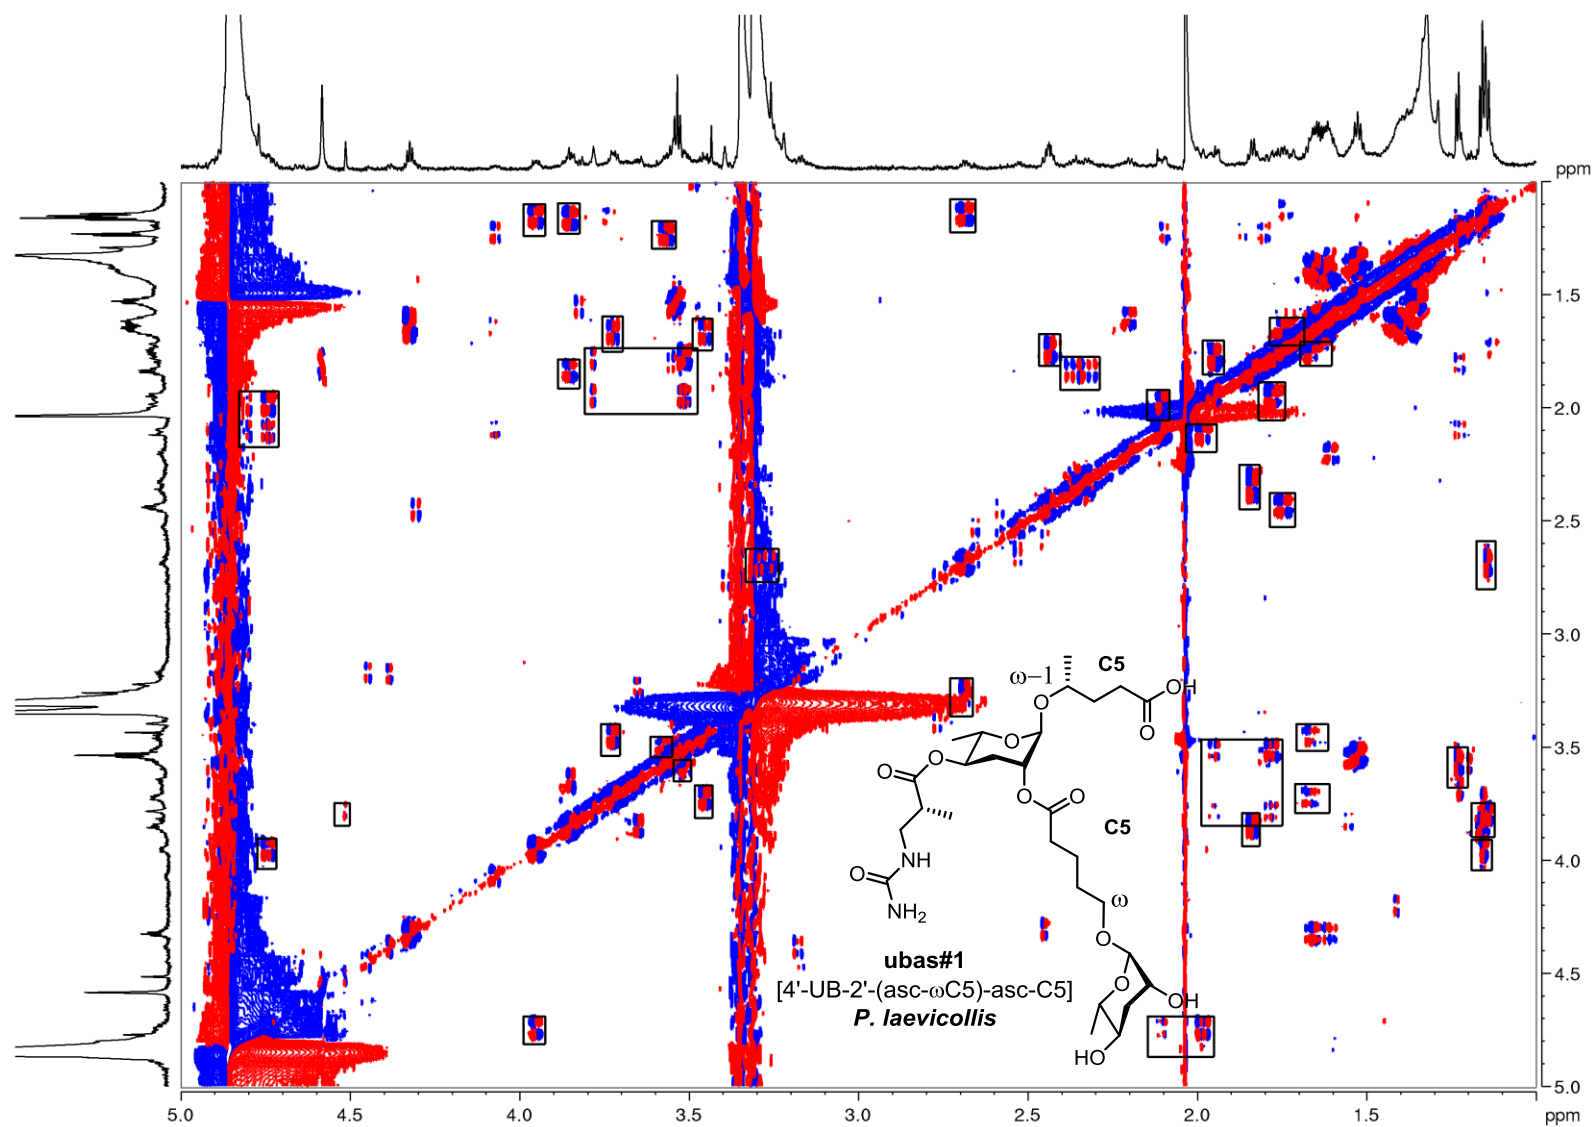 ppm
1.5
2.0
2.5
3.0
3.5
4.0
4.5
5.0
5.0 4.5 4.0 3.5 3.0 2.5 2.0 1.5 ppm
ω−1 C5
O OH
O
O
O O
O O
C5
NH
O
NH₂
ω
O
ubas#1
[4'-UB-2'-(asc-ωC5)-asc-C5]
P. laevicollis
O
OH
HO